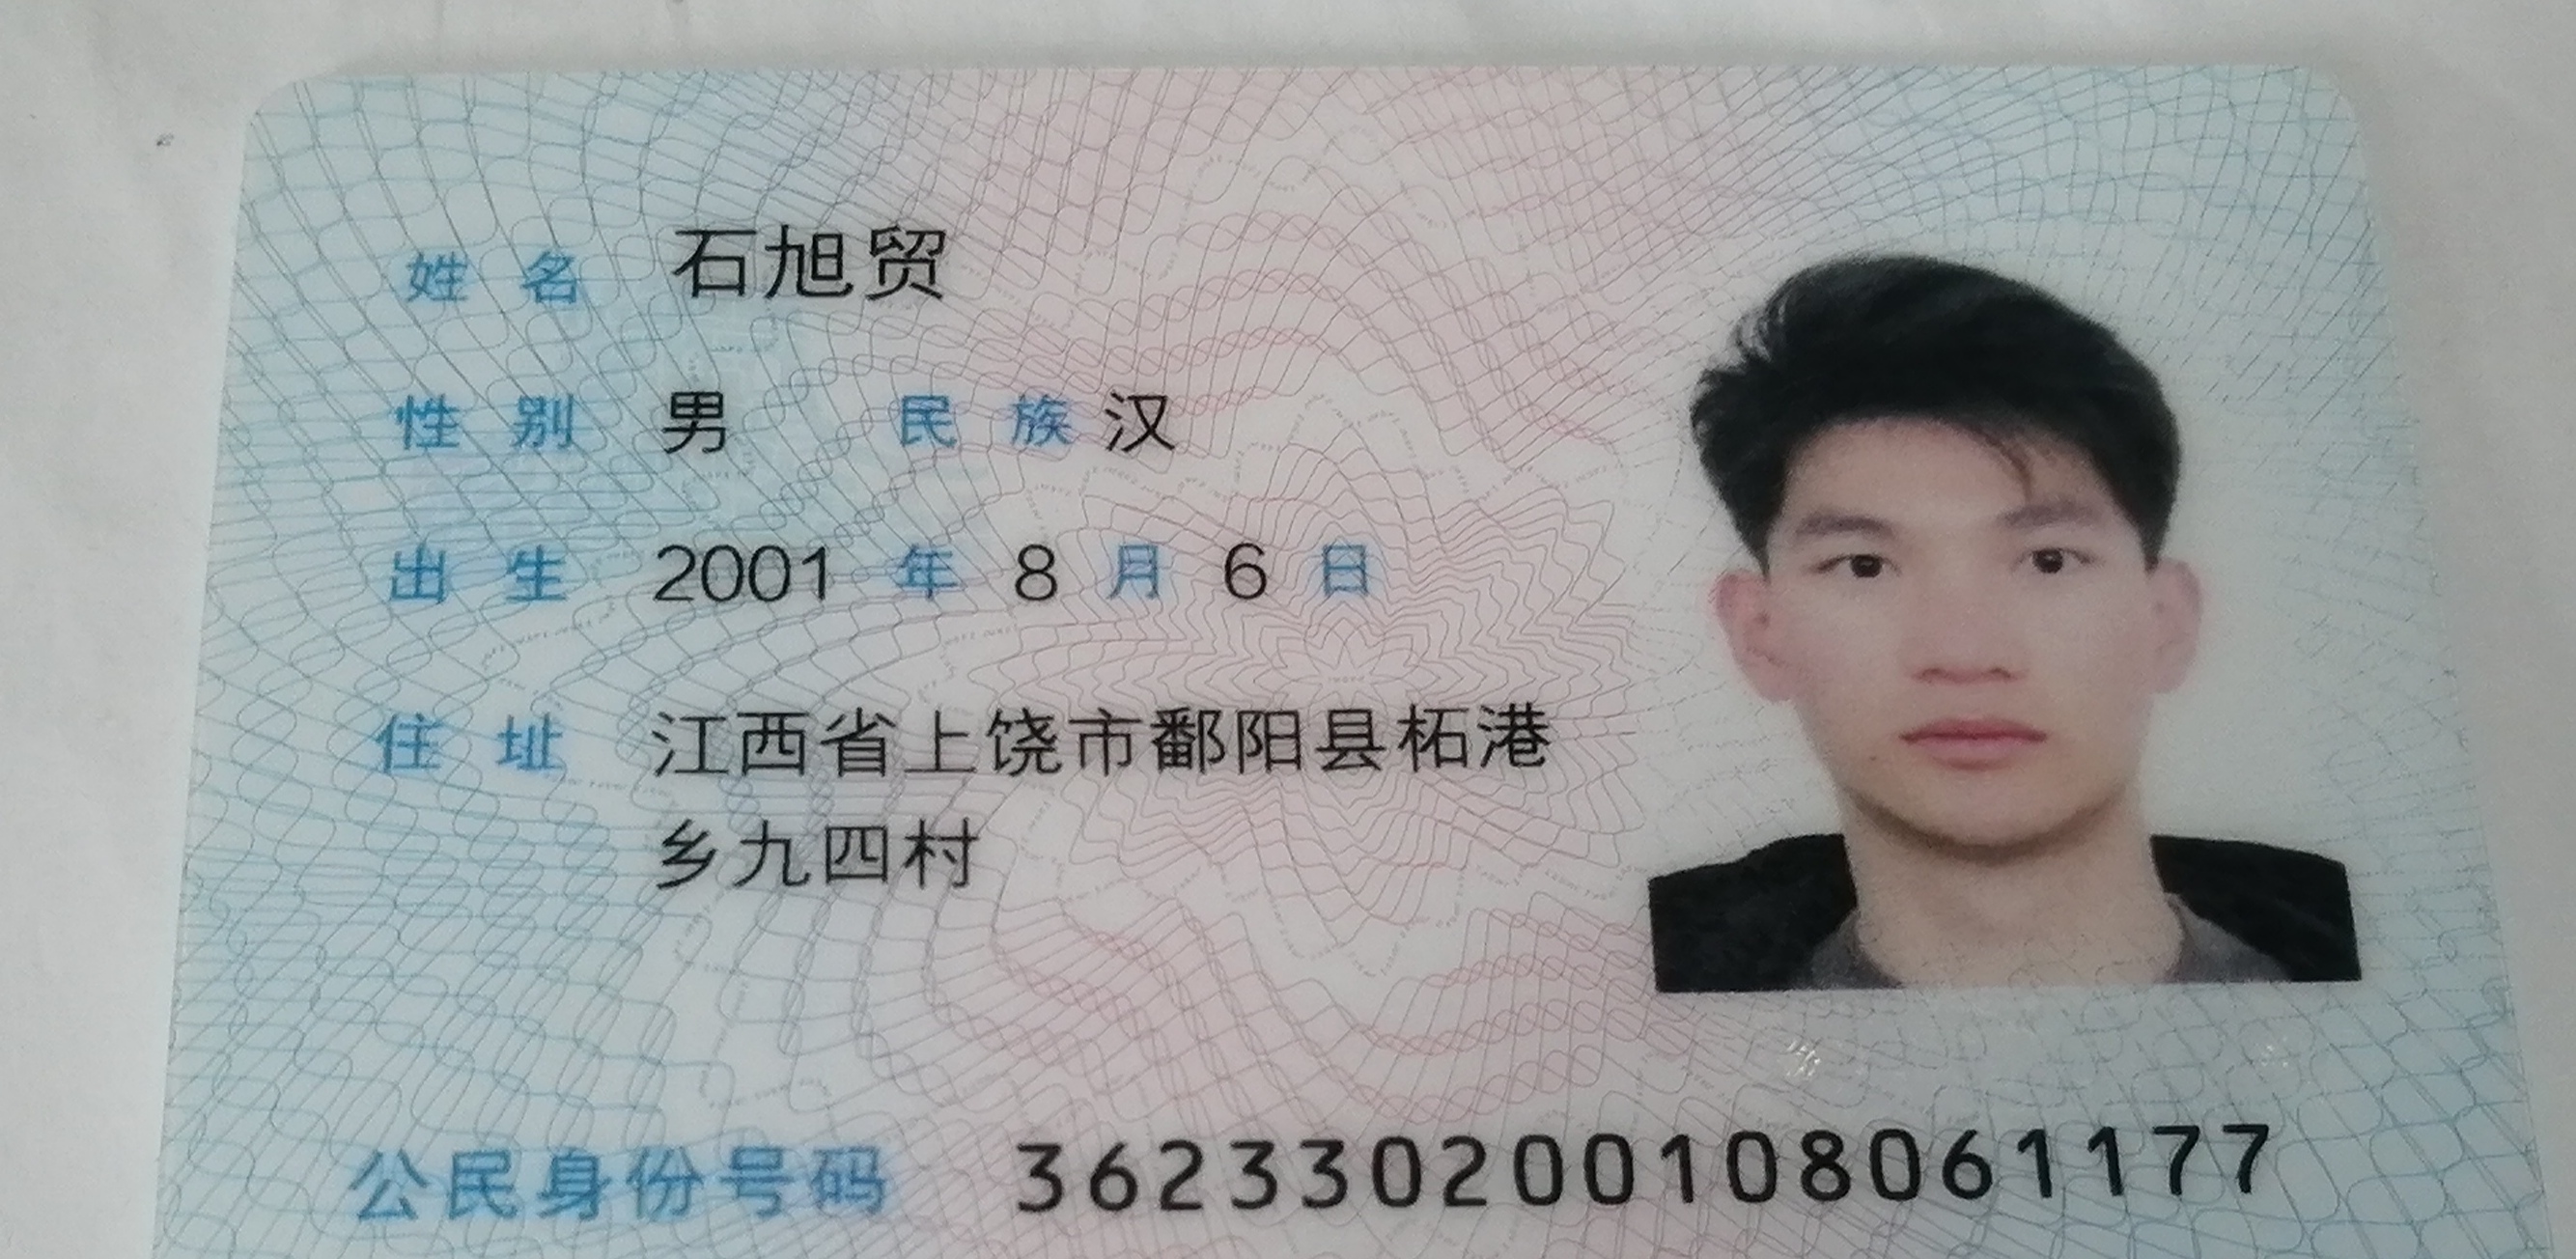 姓名 石旭贸
性别 男 民族 汉
出生 2001 年 8 月 6 日
住址 江西省上饶市鄱阳县柘港
乡九四村
公民身份号码 362330200108061177